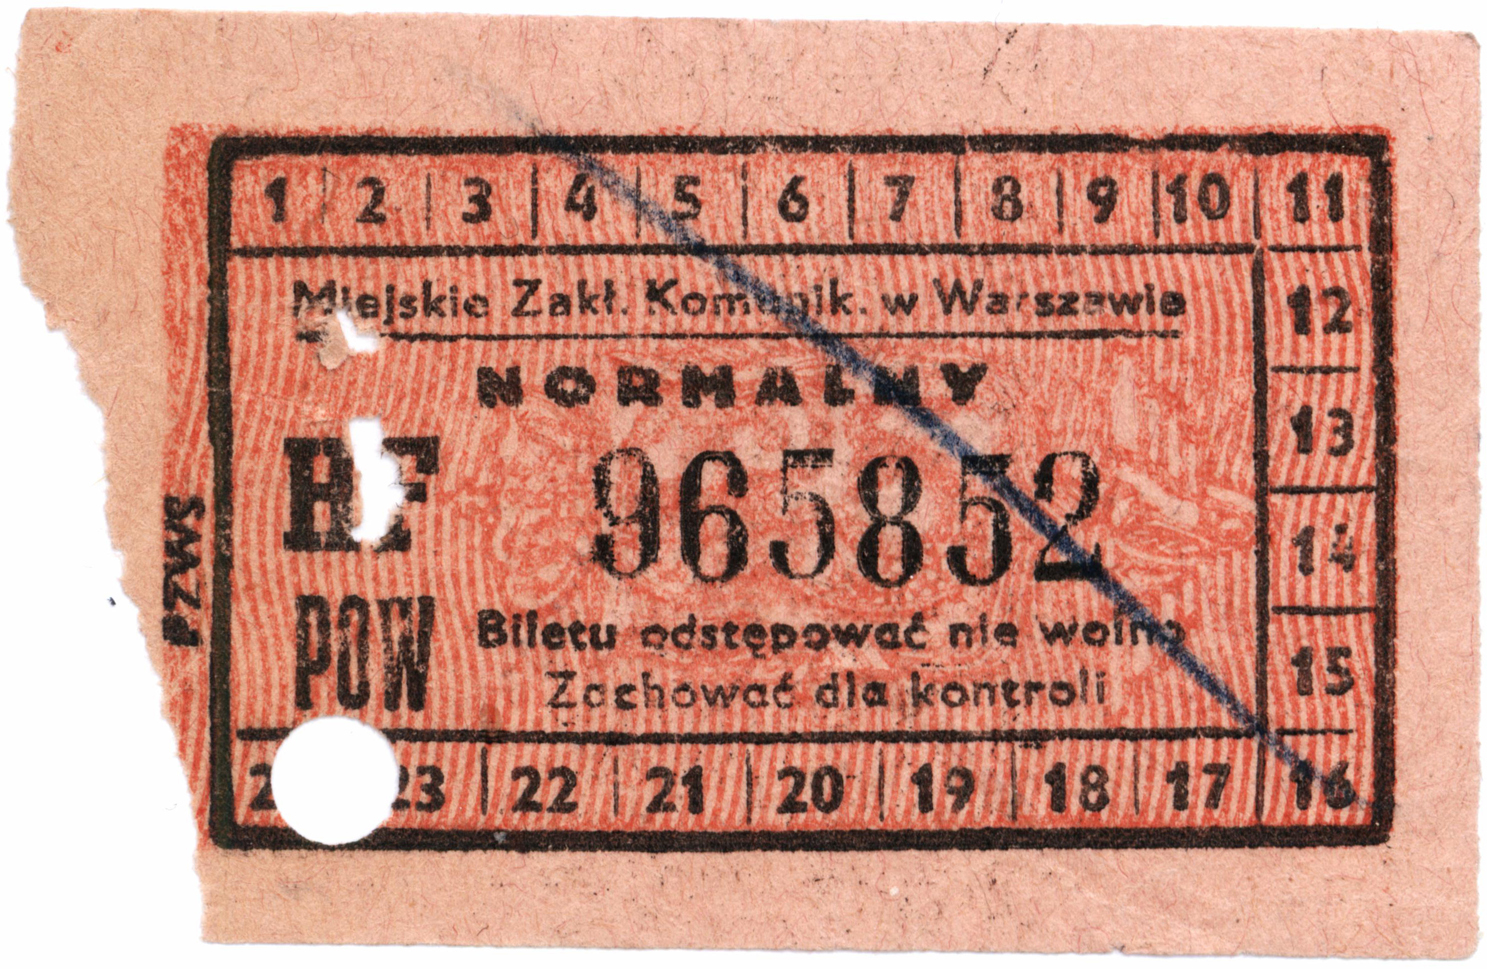 1 2 3 4 5 6 7 8 9 10 11
Miejskie Zakł. Komunik. w Warszawie
12
NORMALNY
13
HF 965852
14
PZWS
POW
Biletu odstępować nie wolno
Zachować dla kontroli
15
23 22 21 20 19 18 17 16